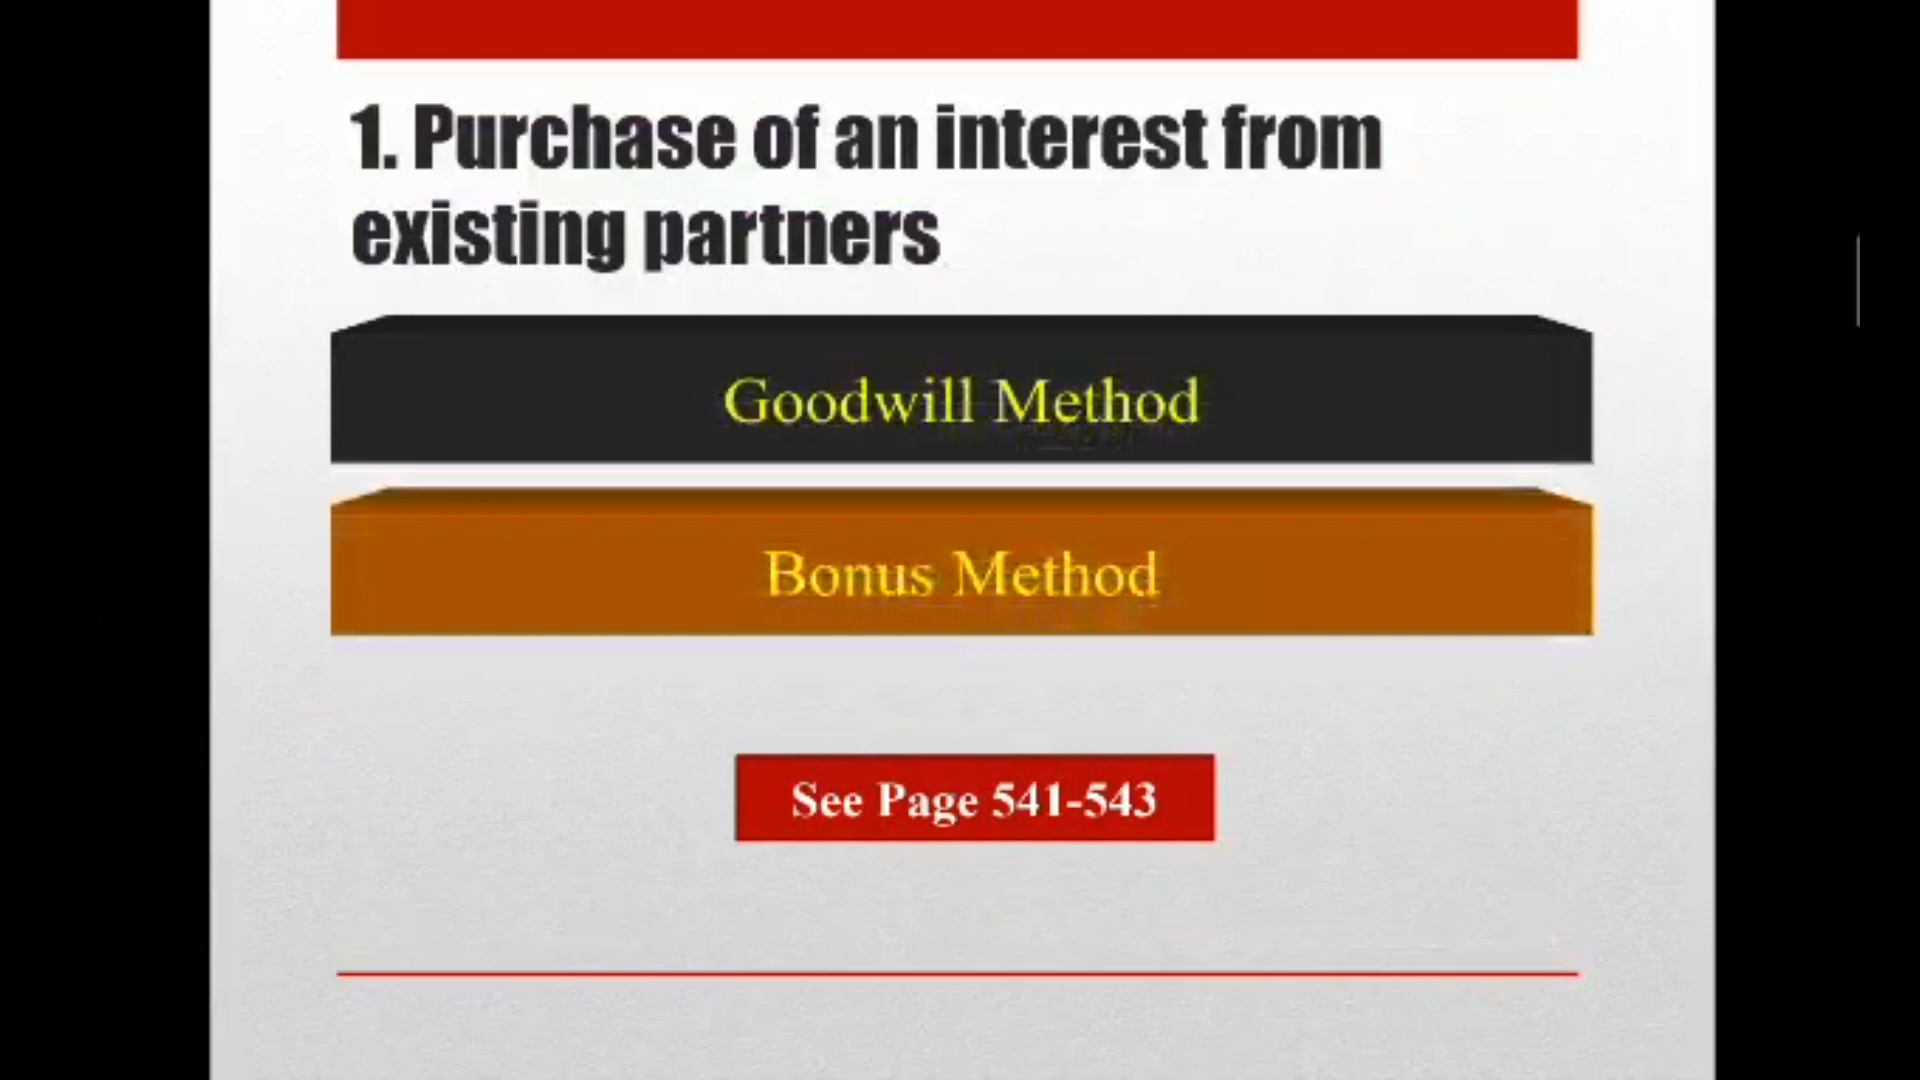 1. Purchase of an interest from
existing partners
Goodwill Method
Bonus Method
See Page 541-543